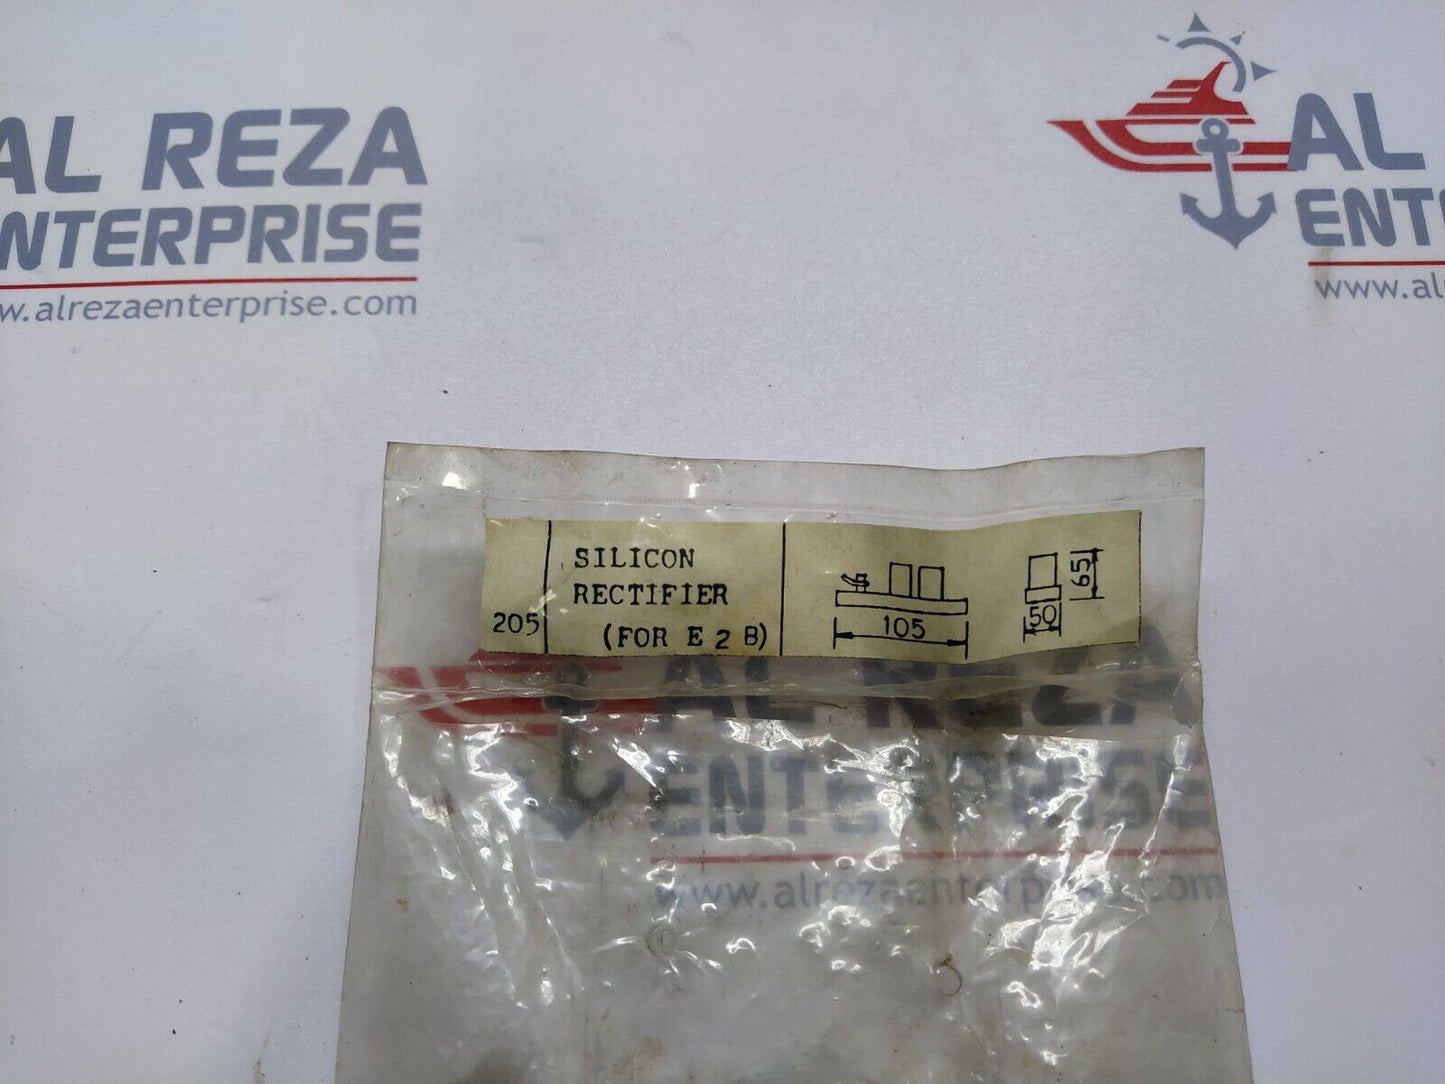 AL REZA
ENTERPRISE
w.alrezaenterprise.com
AL
ENT
www.al
205
SILICON
RECTIFIER
(FOR E 2 B)
105
50
65
AL REZA
ENTERPRISE
www.alrezaenterprise.com